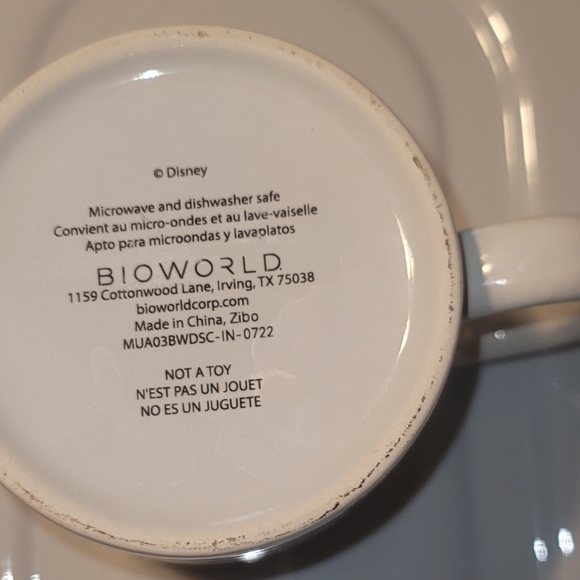 © Disney
Microwave and dishwasher safe
Convient au micro-ondes et au lave-vaiselle
Apto para microondas y lavaplatos
BIOWORLD
1159 Cottonwood Lane, Irving, TX 75038
bioworldcorp.com
Made in China, Zibo
MUA03BWDSC-IN-0722
NOT A TOY
N'EST PAS UN JOUET
NO ES UN JUGUETE